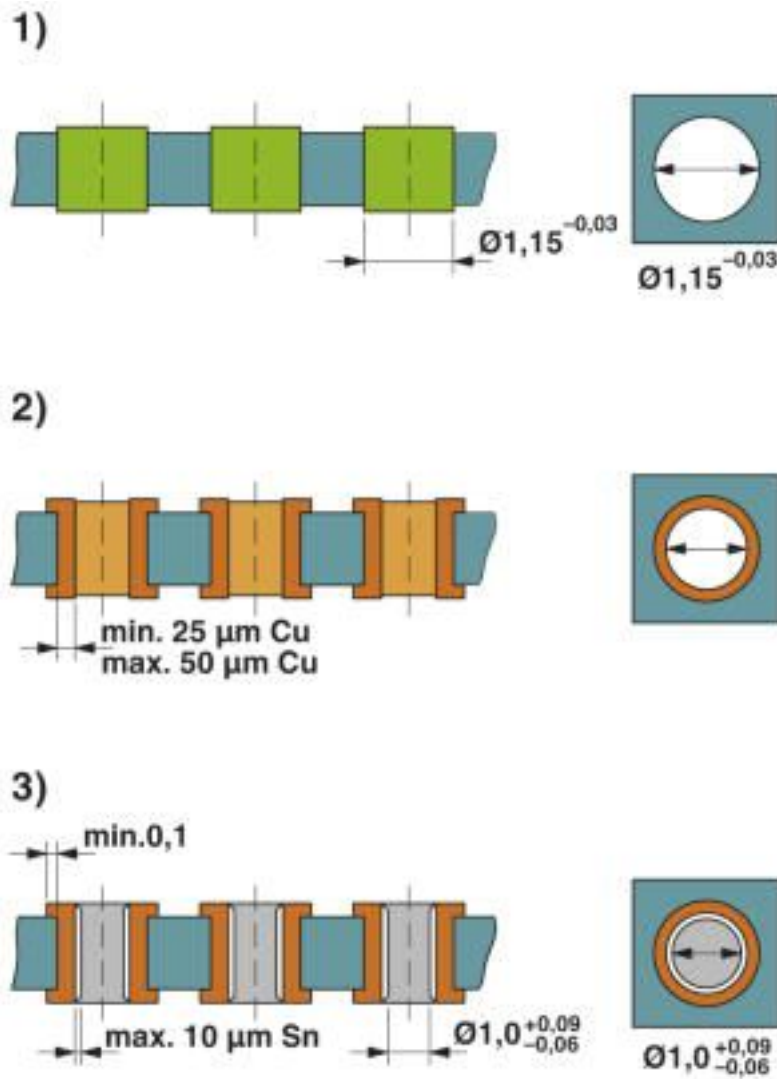 1)
Ø1,15 −0,03
Ø1,15 −0,03
2)
min. 25 µm Cu
max. 50 µm Cu
3)
min.0,1
max. 10 µm Sn
Ø1,0 +0,09 −0,06
Ø1,0 +0,09 −0,06